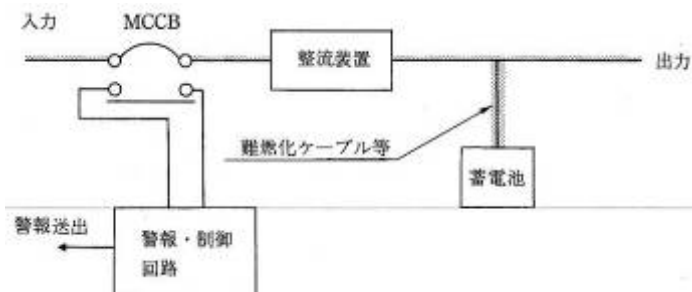 入力
MCCB
整流装置
出力
難燃化ケーブル等
蓄電池
警報送出
警報・制御
回路